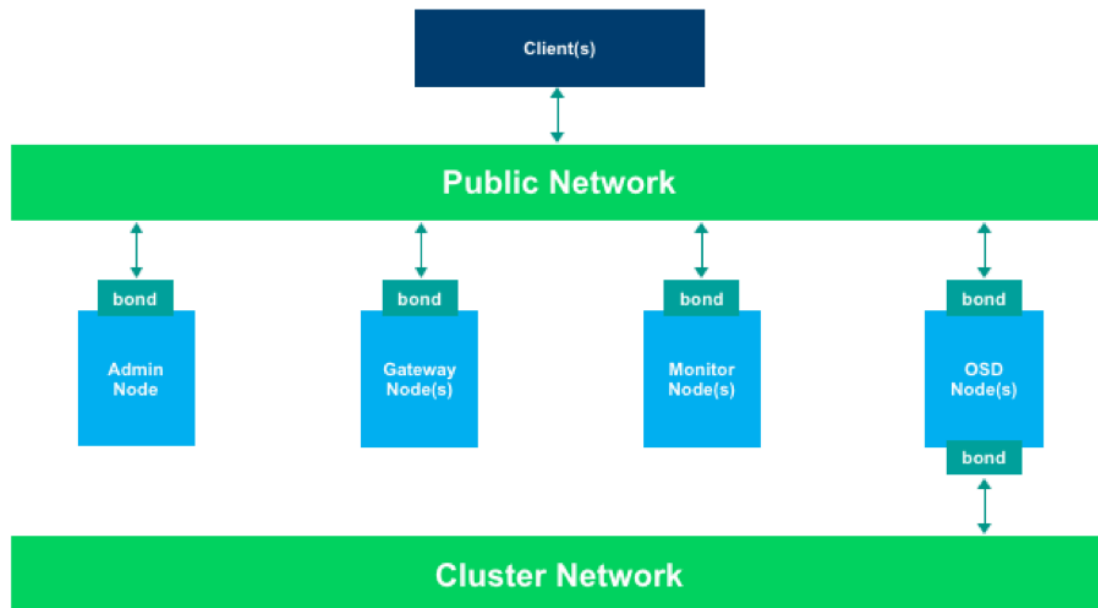 Client(s)
Public Network
bond
bond
bond
bond
Admin
Node
Gateway
Node(s)
Monitor
Node(s)
OSD
Node(s)
bond
Cluster Network